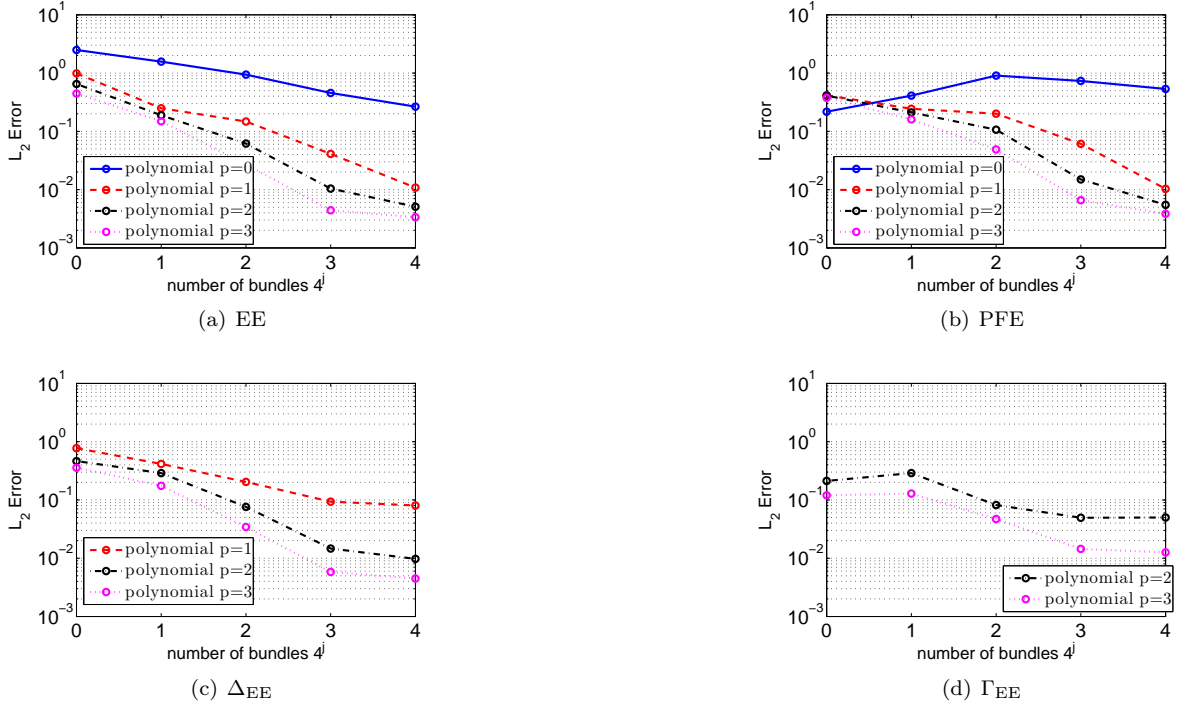 10^1
10^0
10^-1
10^-2
10^-3
L_2 Error
polynomial p=0
polynomial p=1
polynomial p=2
polynomial p=3
0 1 2 3 4
number of bundles 4^j
(a) EE
10^1
10^0
10^-1
10^-2
10^-3
L_2 Error
polynomial p=0
polynomial p=1
polynomial p=2
polynomial p=3
0 1 2 3 4
number of bundles 4^j
(b) PFE
10^1
10^0
10^-1
10^-2
10^-3
L_2 Error
polynomial p=1
polynomial p=2
polynomial p=3
0 1 2 3 4
number of bundles 4^j
(c) Δ_EE
10^1
10^0
10^-1
10^-2
10^-3
L_2 Error
polynomial p=2
polynomial p=3
0 1 2 3 4
number of bundles 4^j
(d) Γ_EE